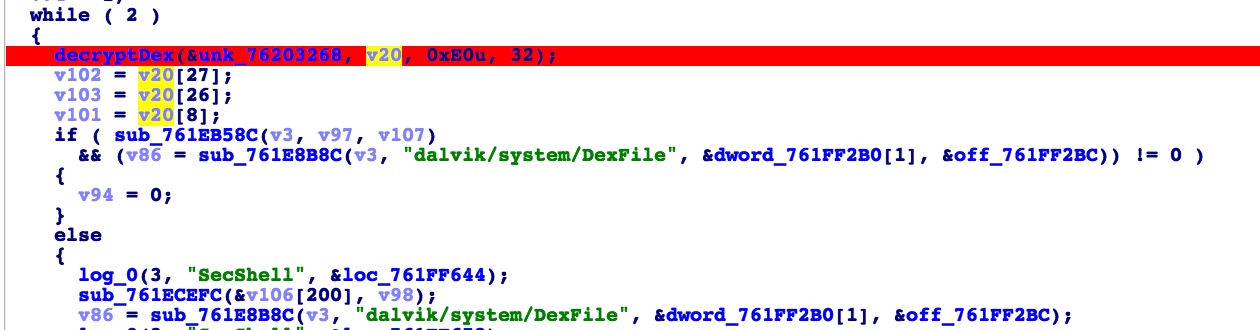 while ( 2 )
{
decryptDex(&unk_76203268, v20, 0xE0u, 32);
v102 = v20[27];
v103 = v20[26];
v101 = v20[8];
if ( sub_761EB58C(v3, v97, v107)
&& (v86 = sub_761E8B8C(v3, "dalvik/system/DexFile", &dword_761FF2B0[1], &off_761FF2BC)) != 0 )
{
v94 = 0;
}
else
{
log_0(3, "SecShell", &loc_761FF644);
sub_761ECEFC(&v106[200], v98);
v86 = sub_761E8B8C(v3, "dalvik/system/DexFile", &dword_761FF2B0[1], &off_761FF2BC);